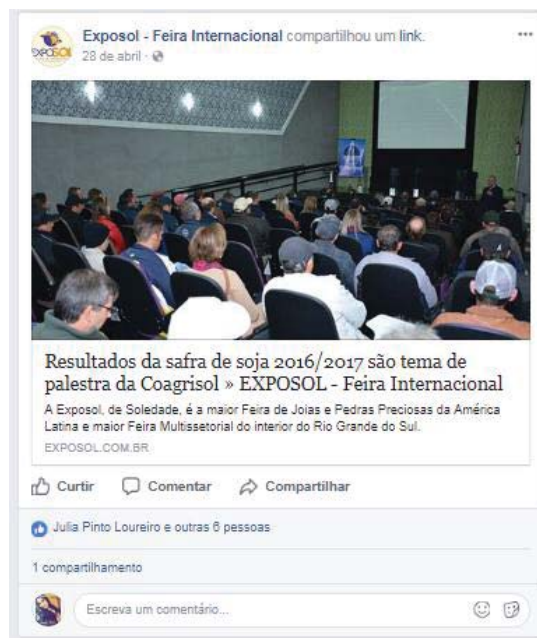 EXPOSOL
Exposol - Feira Internacional compartilhou um link.
28 de abril ·
Resultados da safra de soja 2016/2017 são tema de
palestra da Coagrisol » EXPOSOL - Feira Internacional
A Exposol, de Soledade, é a maior Feira de Joias e Pedras Preciosas da América
Latina e maior Feira Multissetorial do interior do Rio Grande do Sul.
EXPOSOL.COM.BR
Curtir Comentar Compartilhar
Julia Pinto Loureiro e outras 6 pessoas
1 compartilhamento
Escreva um comentário...